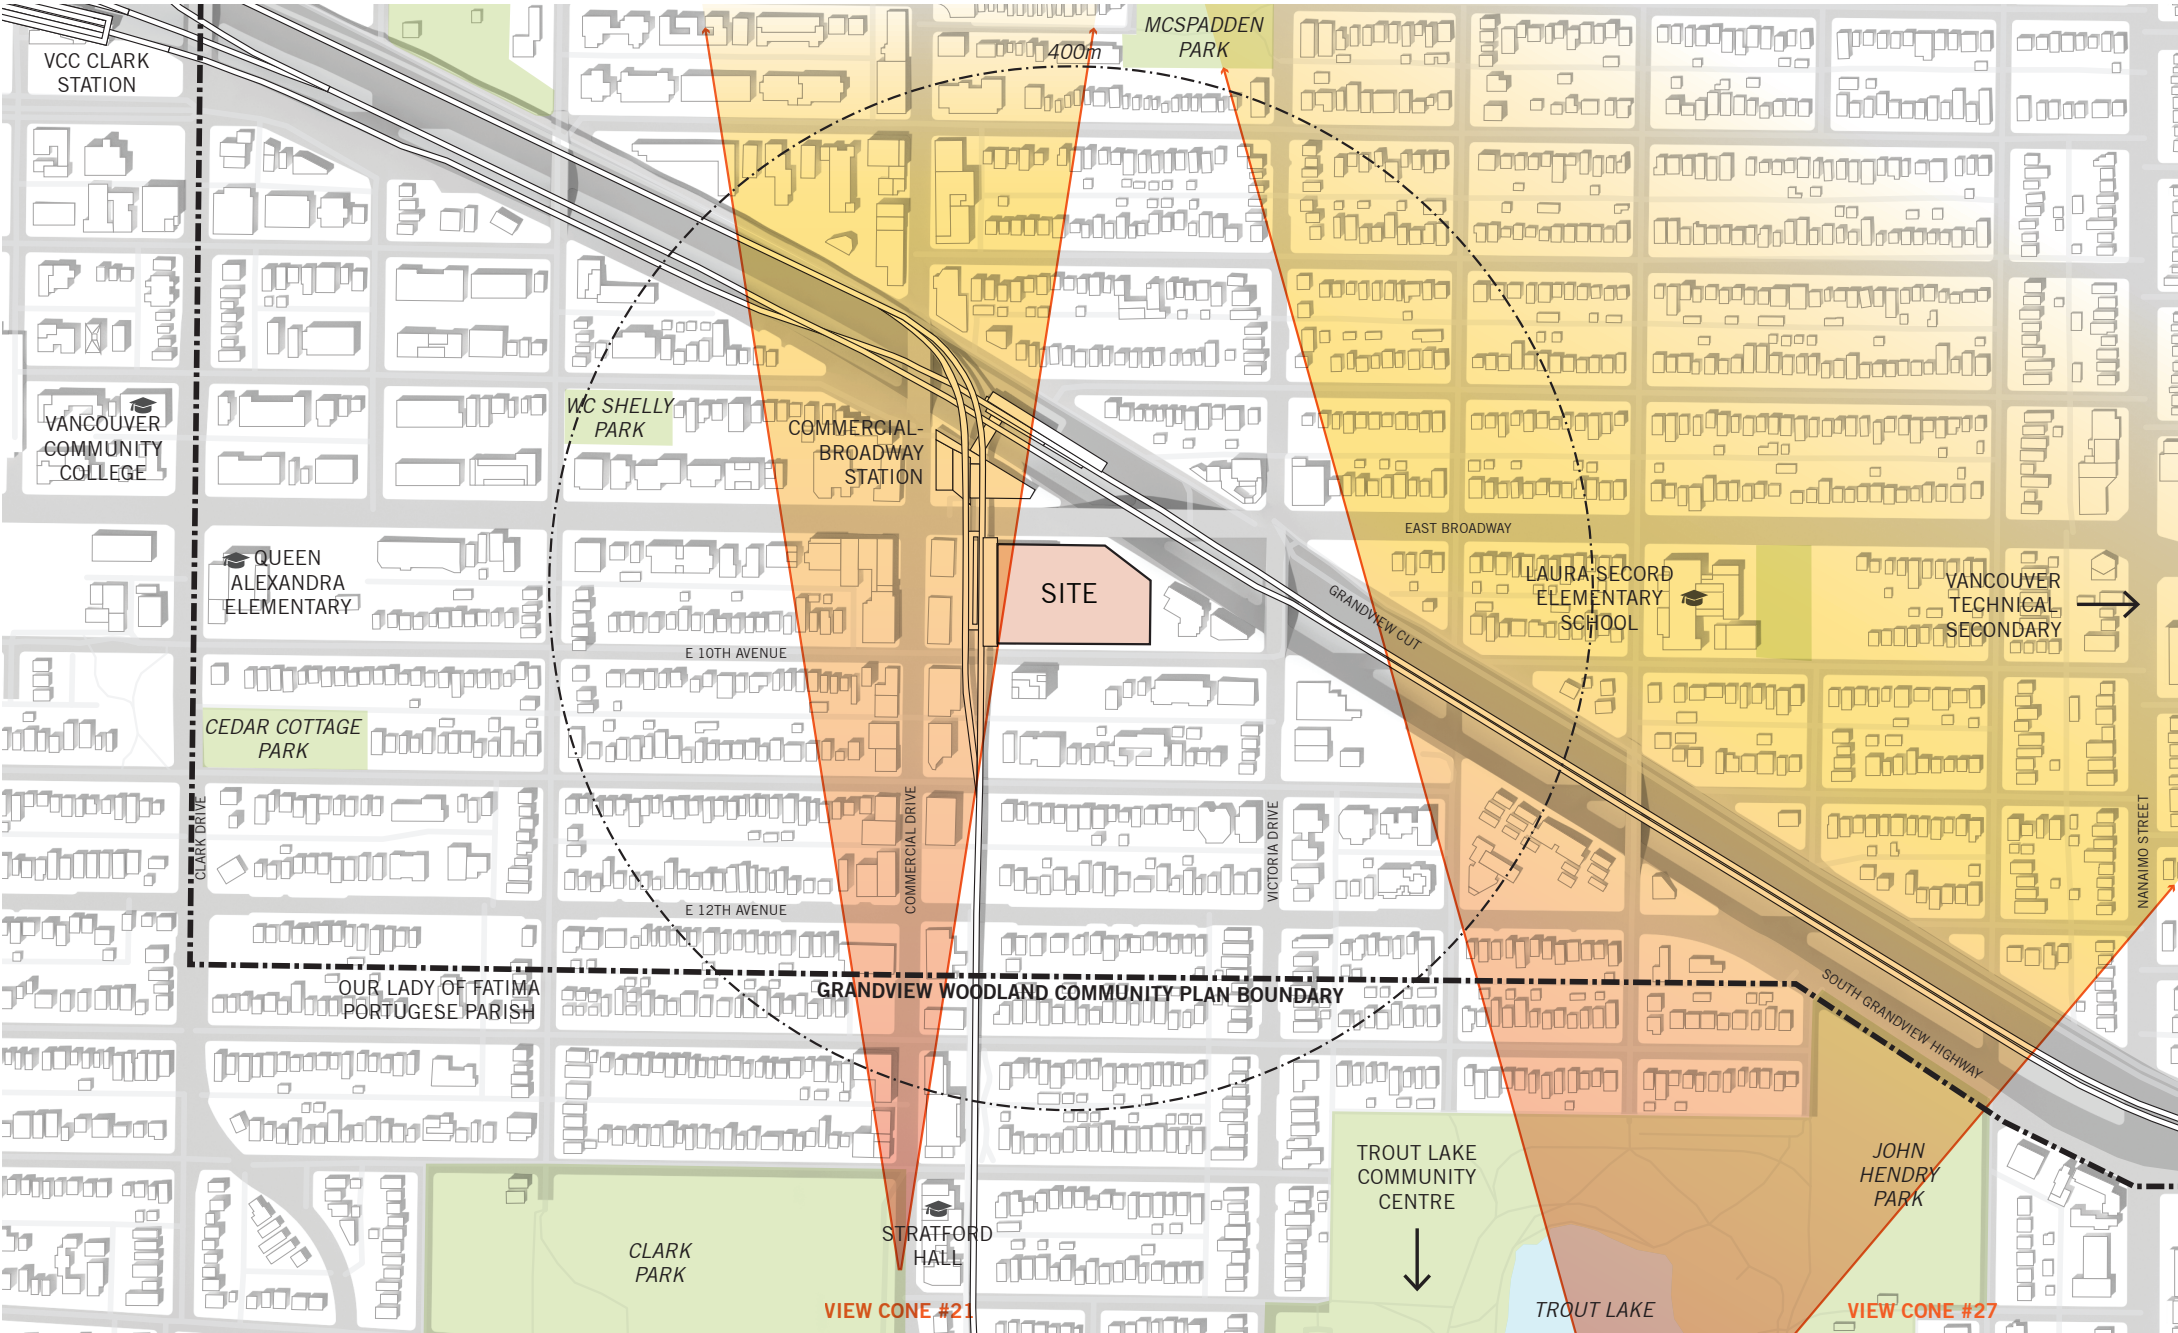 MCSPADDEN
PARK
400m
VCC CLARK
STATION
WC SHELLY
PARK
VANCOUVER
COMMUNITY
COLLEGE
COMMERCIAL-
BROADWAY
STATION
EAST BROADWAY
QUEEN
ALEXANDRA
ELEMENTARY
SITE
GRANDVIEW CUT
LAURA SECORD
ELEMENTARY
SCHOOL
VANCOUVER
TECHNICAL
SECONDARY
E 10TH AVENUE
CEDAR COTTAGE
PARK
CLARK DRIVE
COMMERCIAL DRIVE
VICTORIA DRIVE
NANAIMO STREET
E 12TH AVENUE
OUR LADY OF FATIMA
PORTUGESE PARISH
GRANDVIEW WOODLAND COMMUNITY PLAN BOUNDARY
SOUTH GRANDVIEW HIGHWAY
TROUT LAKE
COMMUNITY
CENTRE
JOHN
HENDRY
PARK
STRATFORD
HALL
CLARK
PARK
VIEW CONE #21
TROUT LAKE
VIEW CONE #27